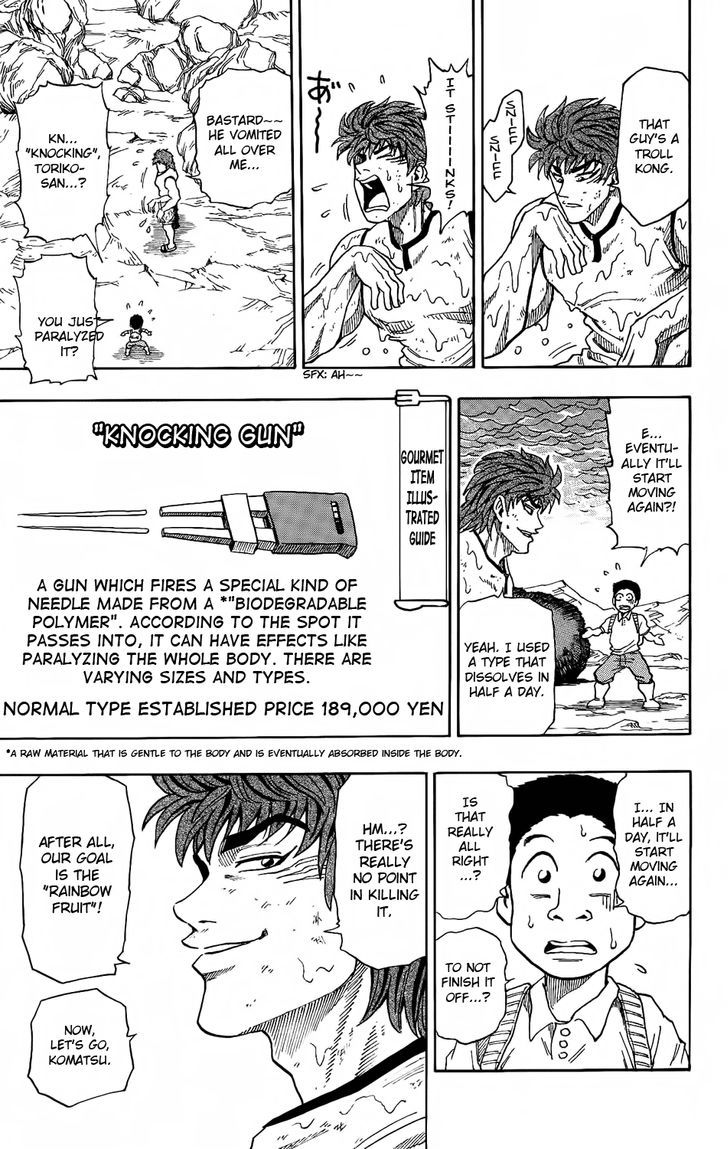 THAT
GUY'S A
TROLL
KONG.
SNIFF
SNIFF
IT STIIIINKS!
あ゛〜〜
SFX: AH~~
BASTARD~~
HE VOMITED
ALL OVER
ME...
KN...
"KNOCKING",
TORIKO-
SAN...?
YOU JUST
PARALYZED
IT?
E...
EVENTU-
ALLY IT'LL
START
MOVING
AGAIN?!
YEAH. I USED
A TYPE THAT
DISSOLVES IN
HALF A DAY.
GOURMET
ITEM
ILLUS-
TRATED
GUIDE
"KNOCKING GUN"
A GUN WHICH FIRES A SPECIAL KIND OF
NEEDLE MADE FROM A *"BIODEGRADABLE
POLYMER". ACCORDING TO THE SPOT IT
PASSES INTO, IT CAN HAVE EFFECTS LIKE
PARALYZING THE WHOLE BODY. THERE ARE
VARYING SIZES AND TYPES.
NORMAL TYPE ESTABLISHED PRICE 189,000 YEN
*A RAW MATERIAL THAT IS GENTLE TO THE BODY AND IS EVENTUALLY ABSORBED INSIDE THE BODY.
I... IN
HALF A
DAY, IT'LL
START
MOVING
AGAIN...
IS
THAT
REALLY
ALL
RIGHT
...?
TO NOT
FINISH IT
OFF...?
HM...?
THERE'S
REALLY
NO POINT
IN KILLING
IT.
AFTER ALL,
OUR GOAL
IS THE
"RAINBOW
FRUIT"!
NOW,
LET'S GO,
KOMATSU.